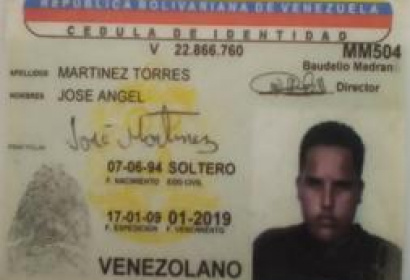 REPUBLICA BOLIVARIANA DE VENEZUELA
CEDULA DE IDENTIDAD
V 22.866.760 MM504
Baudelio Medrano
APELLIDOS MARTINEZ TORRES
Director
NOMBRES JOSE ANGEL
José Martinez
FIRMA TITULAR
07-06-94 SOLTERO
F. NACIMIENTO EDO CIVIL
17-01-09 01-2019
F. EXPEDICION F. VENCIMIENTO
VENEZOLANO